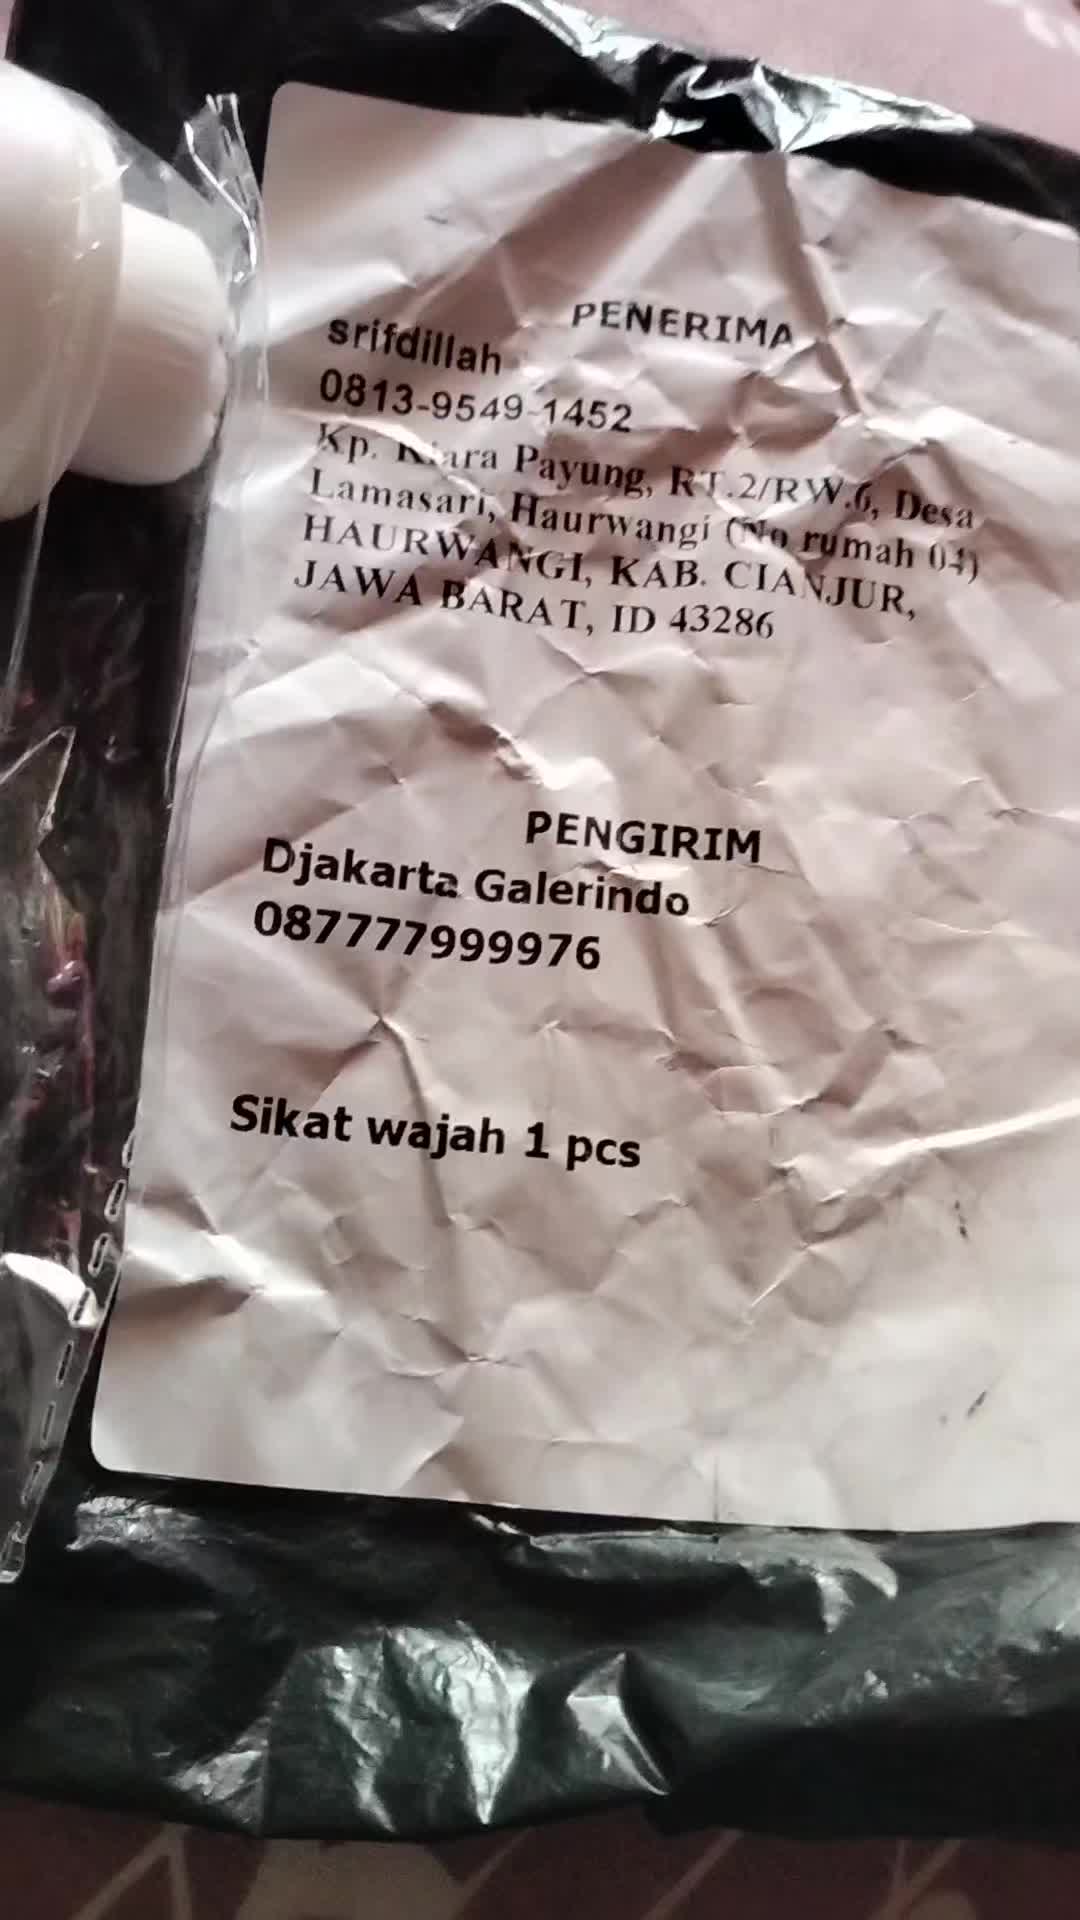 PENERIMA
srifdillah
0813-9549-1452
Kp. Kiara Payung, RT.2/RW.6, Desa
Lamasari, Haurwangi (No rumah 04)
HAURWANGI, KAB. CIANJUR,
JAWA BARAT, ID 43286
PENGIRIM
Djakarta Galerindo
087777999976
Sikat wajah 1 pcs